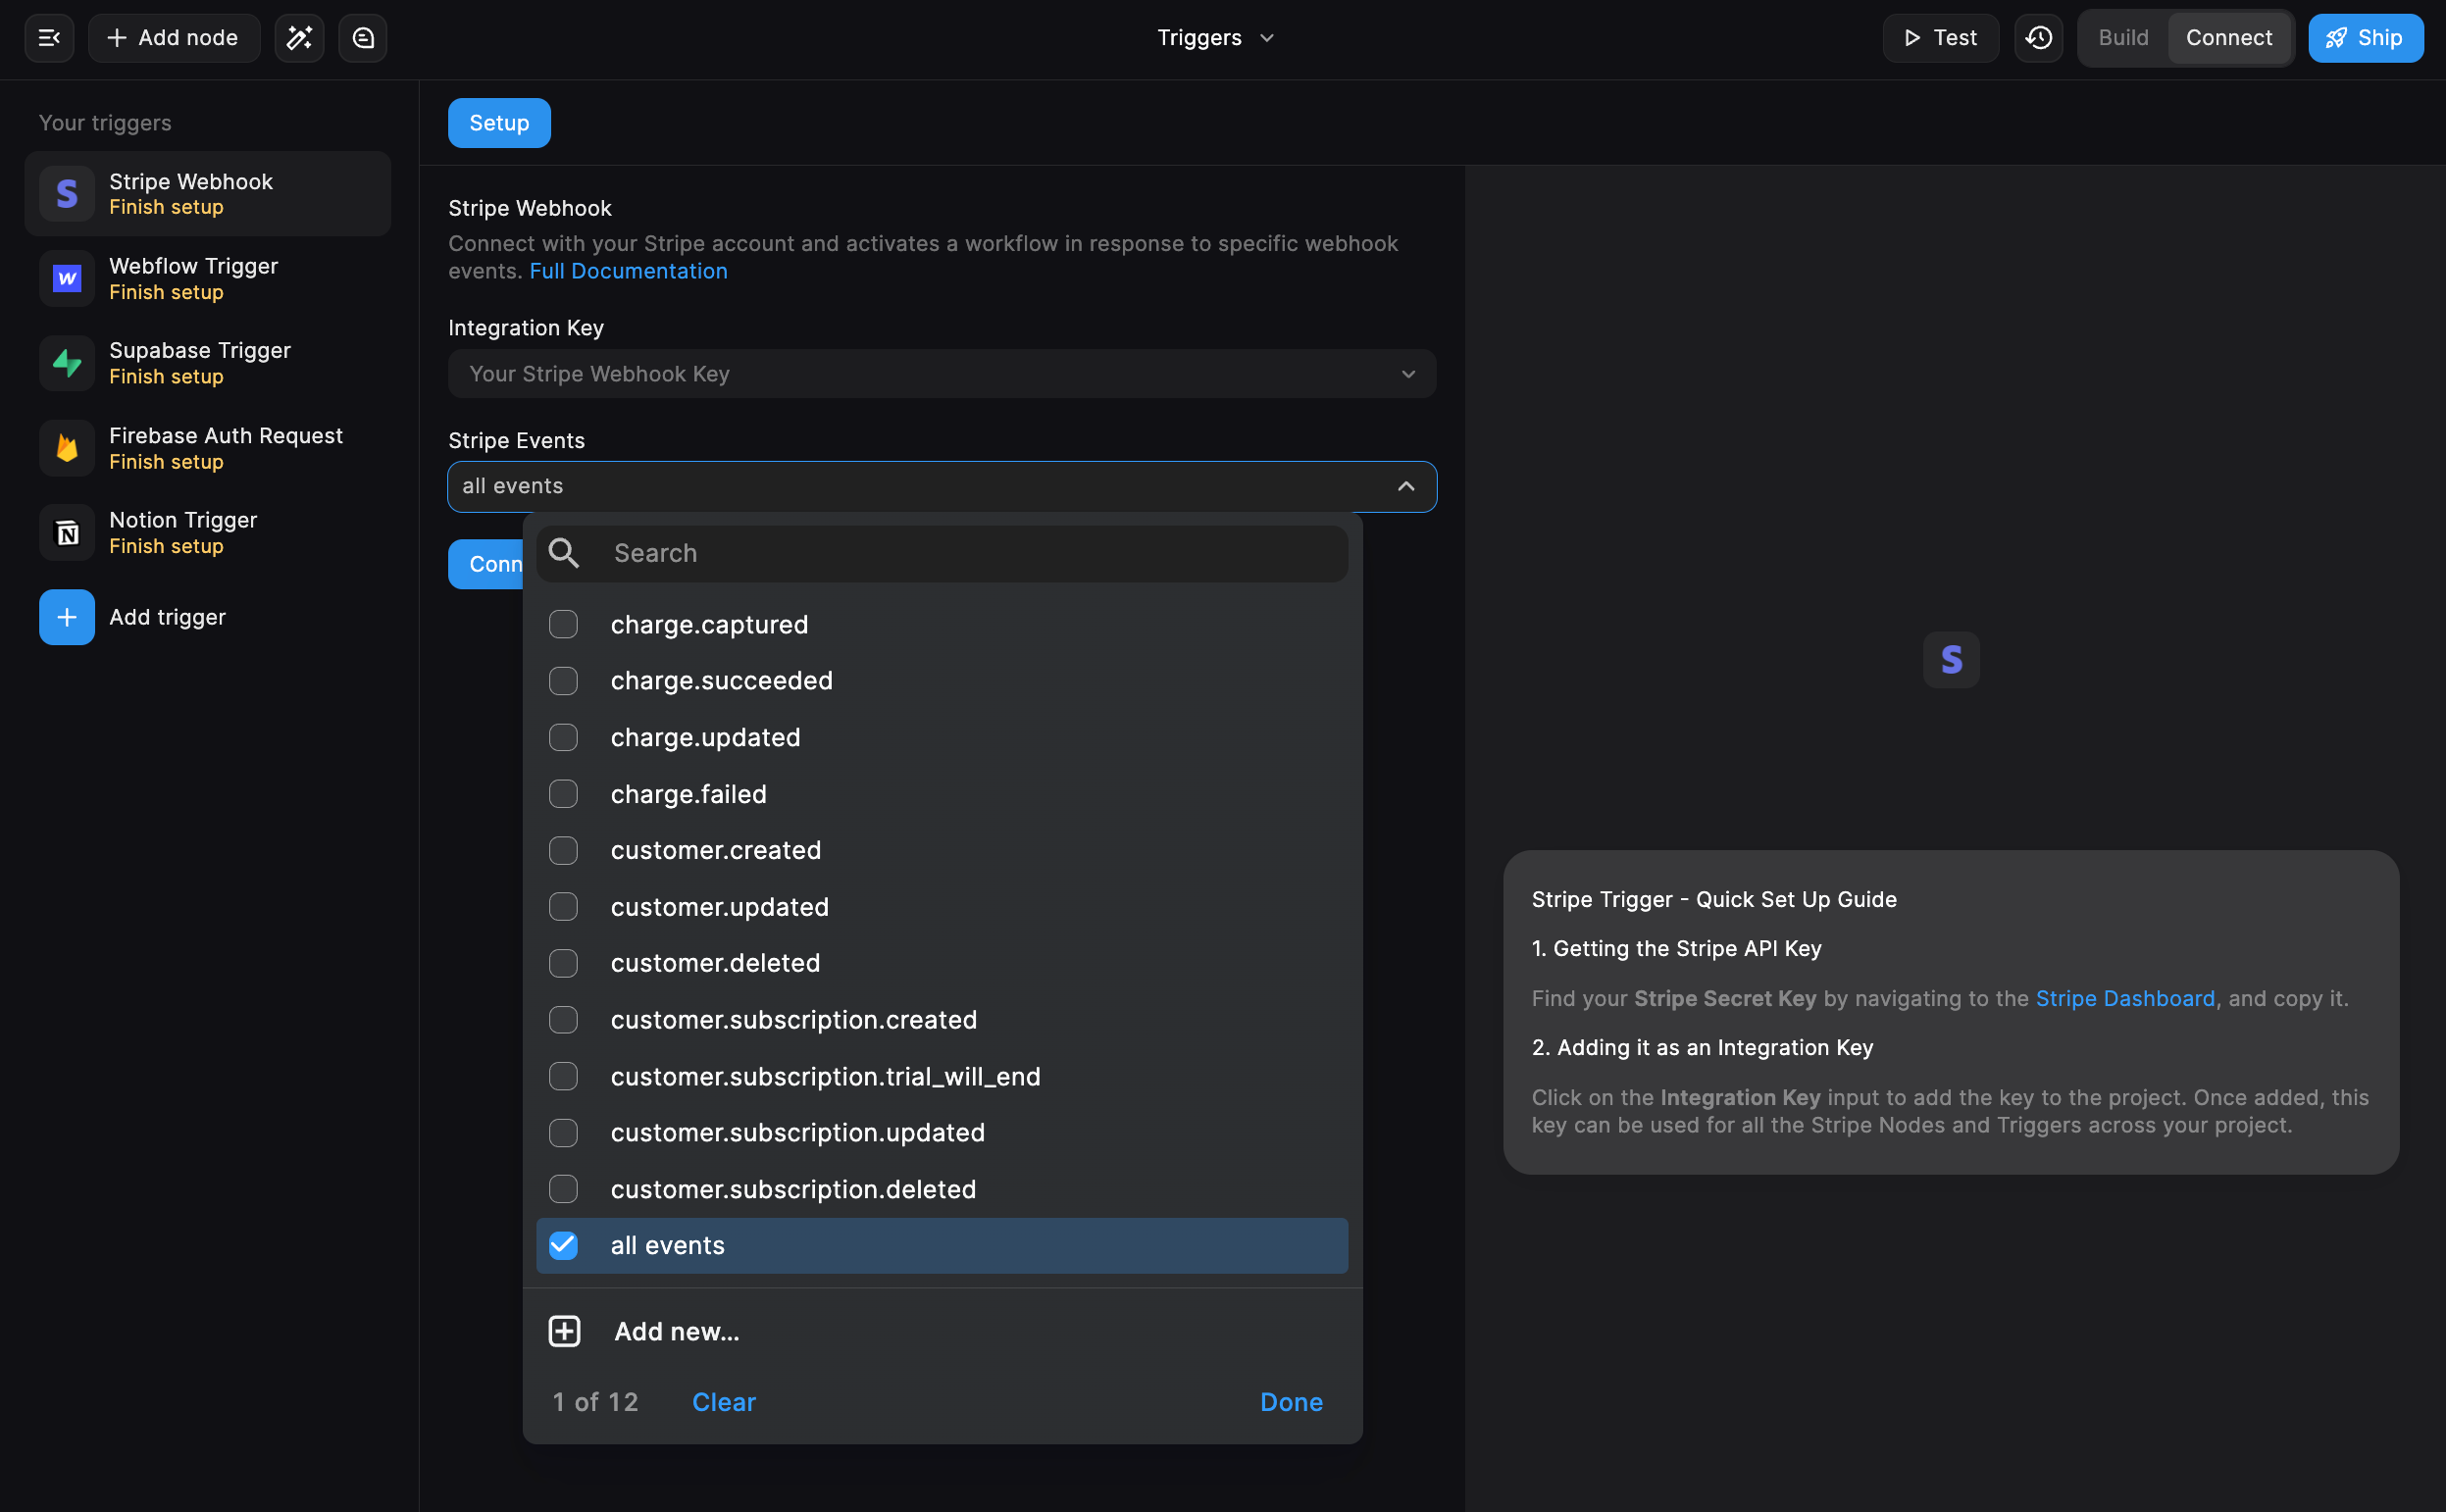 Add node
Triggers
Test
Build
Connect
Ship
Your triggers
Stripe Webhook
Finish setup
Webflow Trigger
Finish setup
Supabase Trigger
Finish setup
Firebase Auth Request
Finish setup
Notion Trigger
Finish setup
Add trigger
Setup
Stripe Webhook
Connect with your Stripe account and activates a workflow in response to specific webhook
events. Full Documentation
Integration Key
Your Stripe Webhook Key
Stripe Events
all events
Conn
Search
charge.captured
charge.succeeded
charge.updated
charge.failed
customer.created
customer.updated
customer.deleted
customer.subscription.created
customer.subscription.trial_will_end
customer.subscription.updated
customer.subscription.deleted
all events
Add new...
1 of 12
Clear
Done
S
Stripe Trigger - Quick Set Up Guide
1. Getting the Stripe API Key
Find your Stripe Secret Key by navigating to the Stripe Dashboard, and copy it.
2. Adding it as an Integration Key
Click on the Integration Key input to add the key to the project. Once added, this
key can be used for all the Stripe Nodes and Triggers across your project.